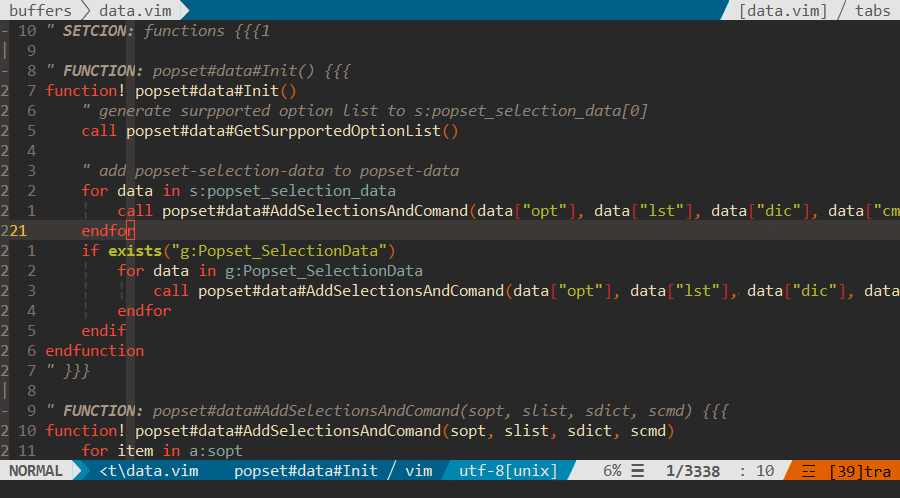 buffers data.vim [data.vim] tabs
- 10 " SETCION: functions {{{1
| 9
- 8 " FUNCTION: popset#data#Init() {{{
2 7 function! popset#data#Init()
2 6     " generate surpported option list to s:popset_selection_data[0]
2 5     call popset#data#GetSurpportedOptionList()
2 4
2 3     " add popset-selection-data to popset-data
2 2     for data in s:popset_selection_data
2 1     ¦   call popset#data#AddSelectionsAndComand(data["opt"], data["lst"], data["dic"], data["cm
221     endfor
2 1     if exists("g:Popset_SelectionData")
2 2     ¦   for data in g:Popset_SelectionData
2 3     ¦   ¦   call popset#data#AddSelectionsAndComand(data["opt"], data["lst"], data["dic"], data
2 4     ¦   endfor
2 5     endif
2 6 endfunction
2 7 " }}}
| 8
- 9 " FUNCTION: popset#data#AddSelectionsAndComand(sopt, slist, sdict, scmd) {{{
2 10 function! popset#data#AddSelectionsAndComand(sopt, slist, sdict, scmd)
2 11     for item in a:sopt
NORMAL <t\data.vim popset#data#Init / vim utf-8[unix] 6% ☰ 1/3338 : 10 ☲ [39]tra